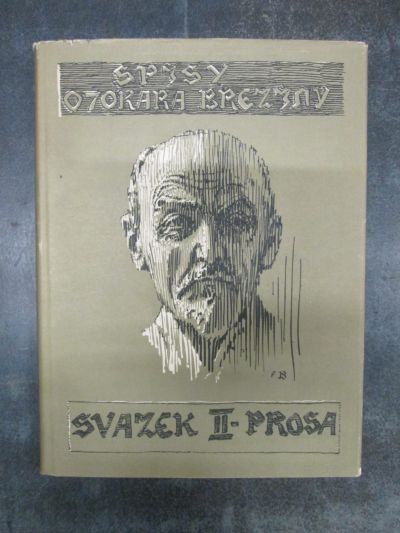 SPISY
OTOKARA BŘEZINY
F. B
SVAZEK II - PROSA